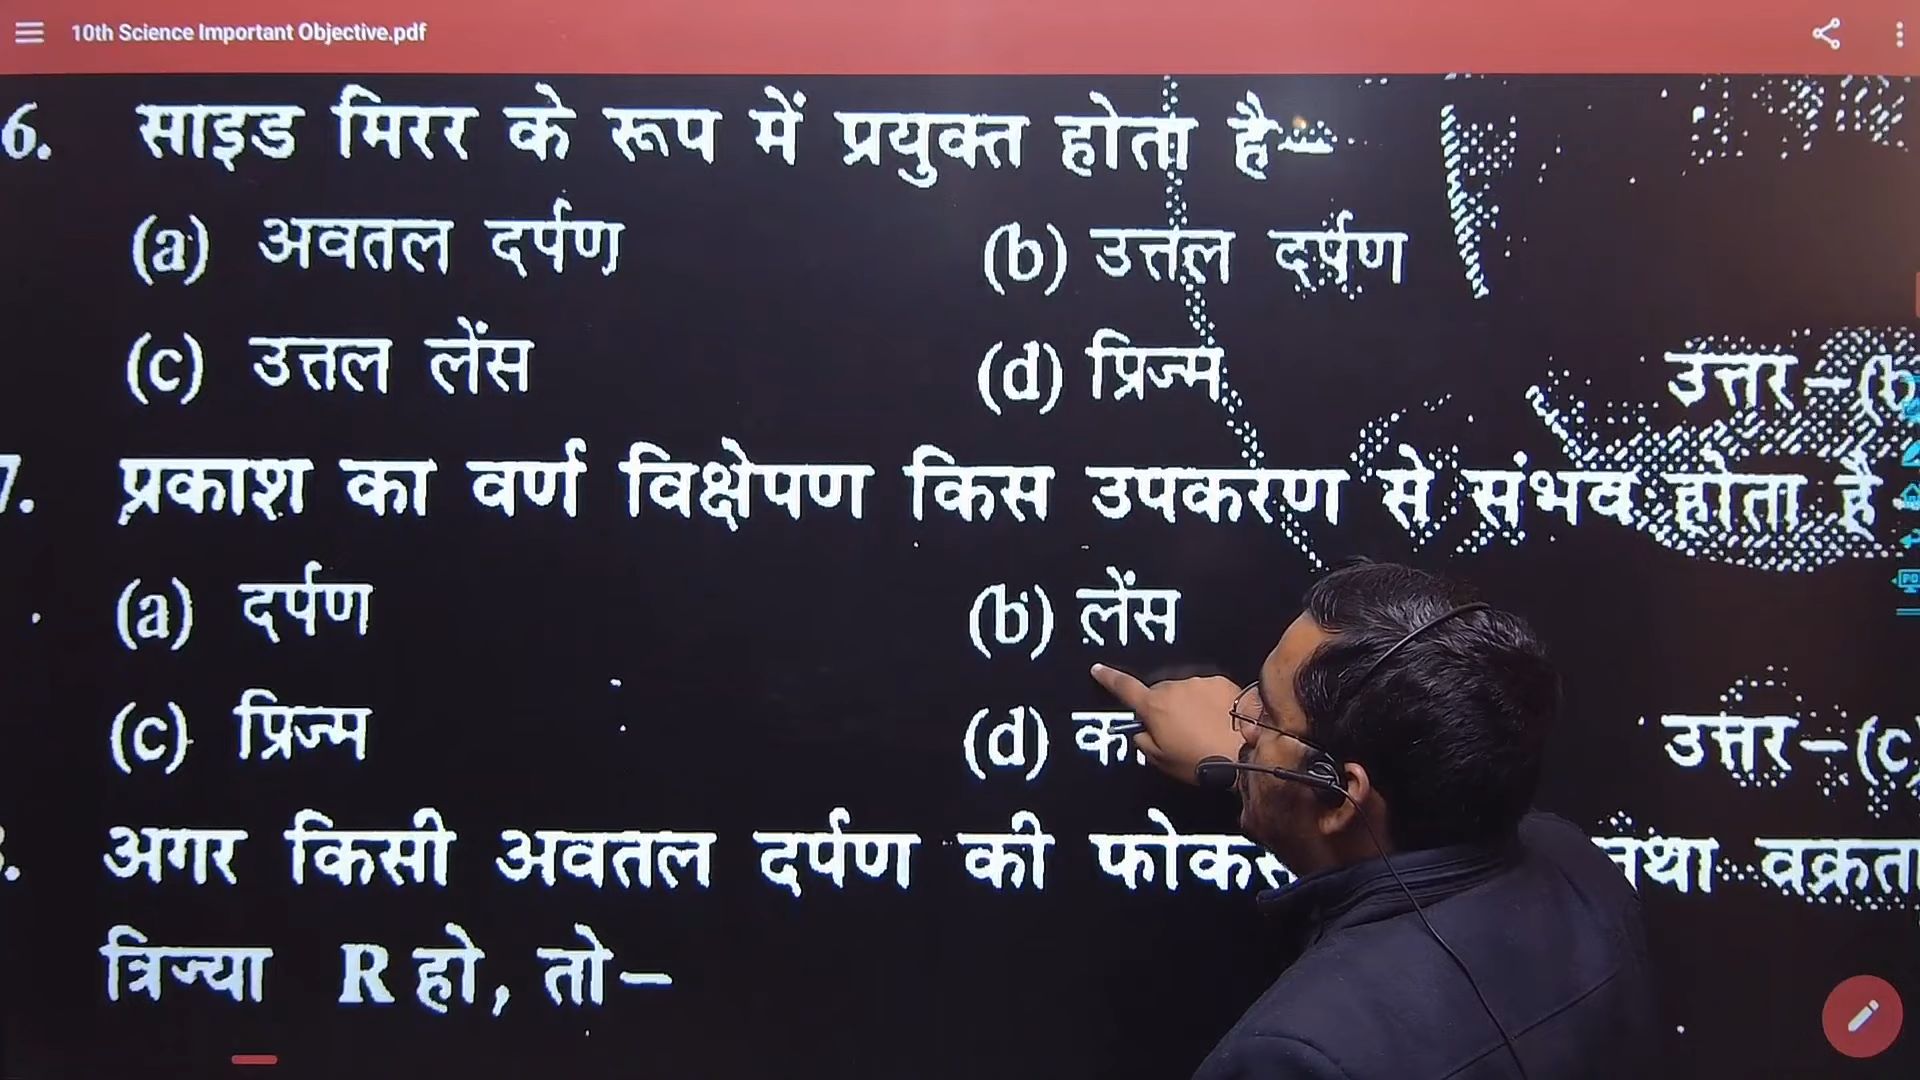 10th Science Important Objective.pdf
6. साइड मिरर के रूप में प्रयुक्त होता है–
(a) अवतल दर्पण (b) उत्तल दर्पण
(c) उत्तल लेंस (d) प्रिज्म उत्तर–(b
7. प्रकाश का वर्ण विक्षेपण किस उपकरण से संभव होता है
(a) दर्पण (b) लेंस
(c) प्रिज्म (d) उत्तर–(c)
अगर किसी अवतल दर्पण की तथा वक्रता
त्रिज्या R हो, तो–